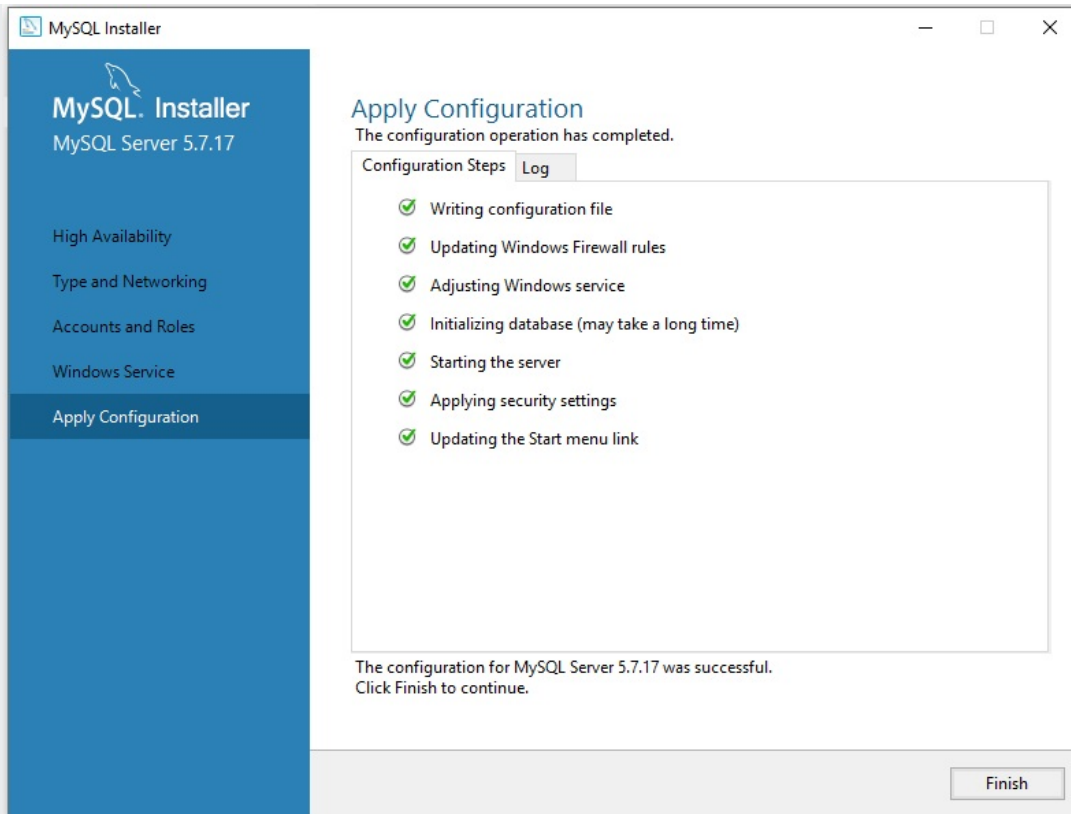 MySQL Installer
MySQL. Installer
MySQL Server 5.7.17
High Availability
Type and Networking
Accounts and Roles
Windows Service
Apply Configuration
Apply Configuration
The configuration operation has completed.
Configuration Steps
Log
Writing configuration file
Updating Windows Firewall rules
Adjusting Windows service
Initializing database (may take a long time)
Starting the server
Applying security settings
Updating the Start menu link
The configuration for MySQL Server 5.7.17 was successful.
Click Finish to continue.
Finish